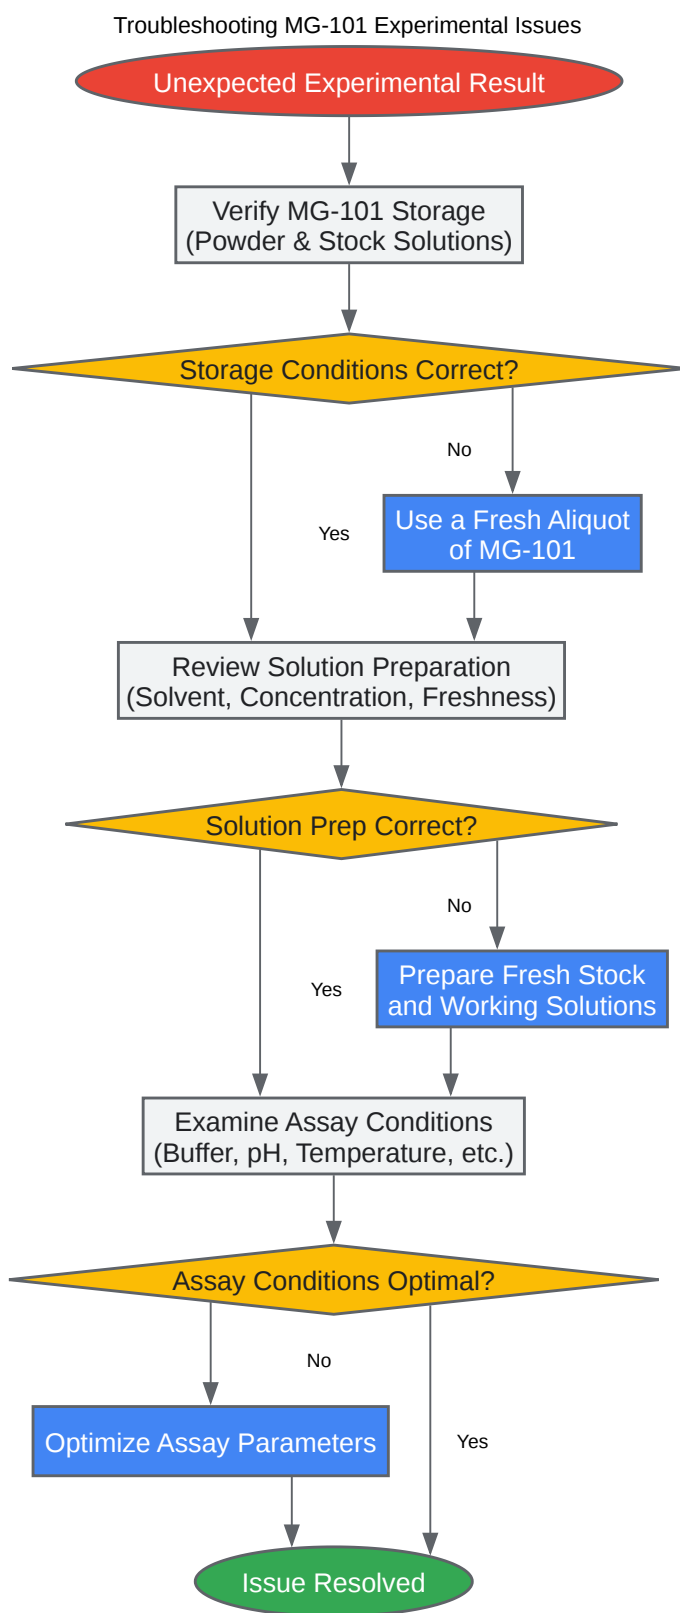 Troubleshooting MG-101 Experimental Issues
Unexpected Experimental Result
Verify MG-101 Storage
(Powder & Stock Solutions)
Storage Conditions Correct?
No
Use a Fresh Aliquot
of MG-101
Yes
Review Solution Preparation
(Solvent, Concentration, Freshness)
Solution Prep Correct?
No
Prepare Fresh Stock
and Working Solutions
Yes
Examine Assay Conditions
(Buffer, pH, Temperature, etc.)
Assay Conditions Optimal?
No
Optimize Assay Parameters
Yes
Issue Resolved